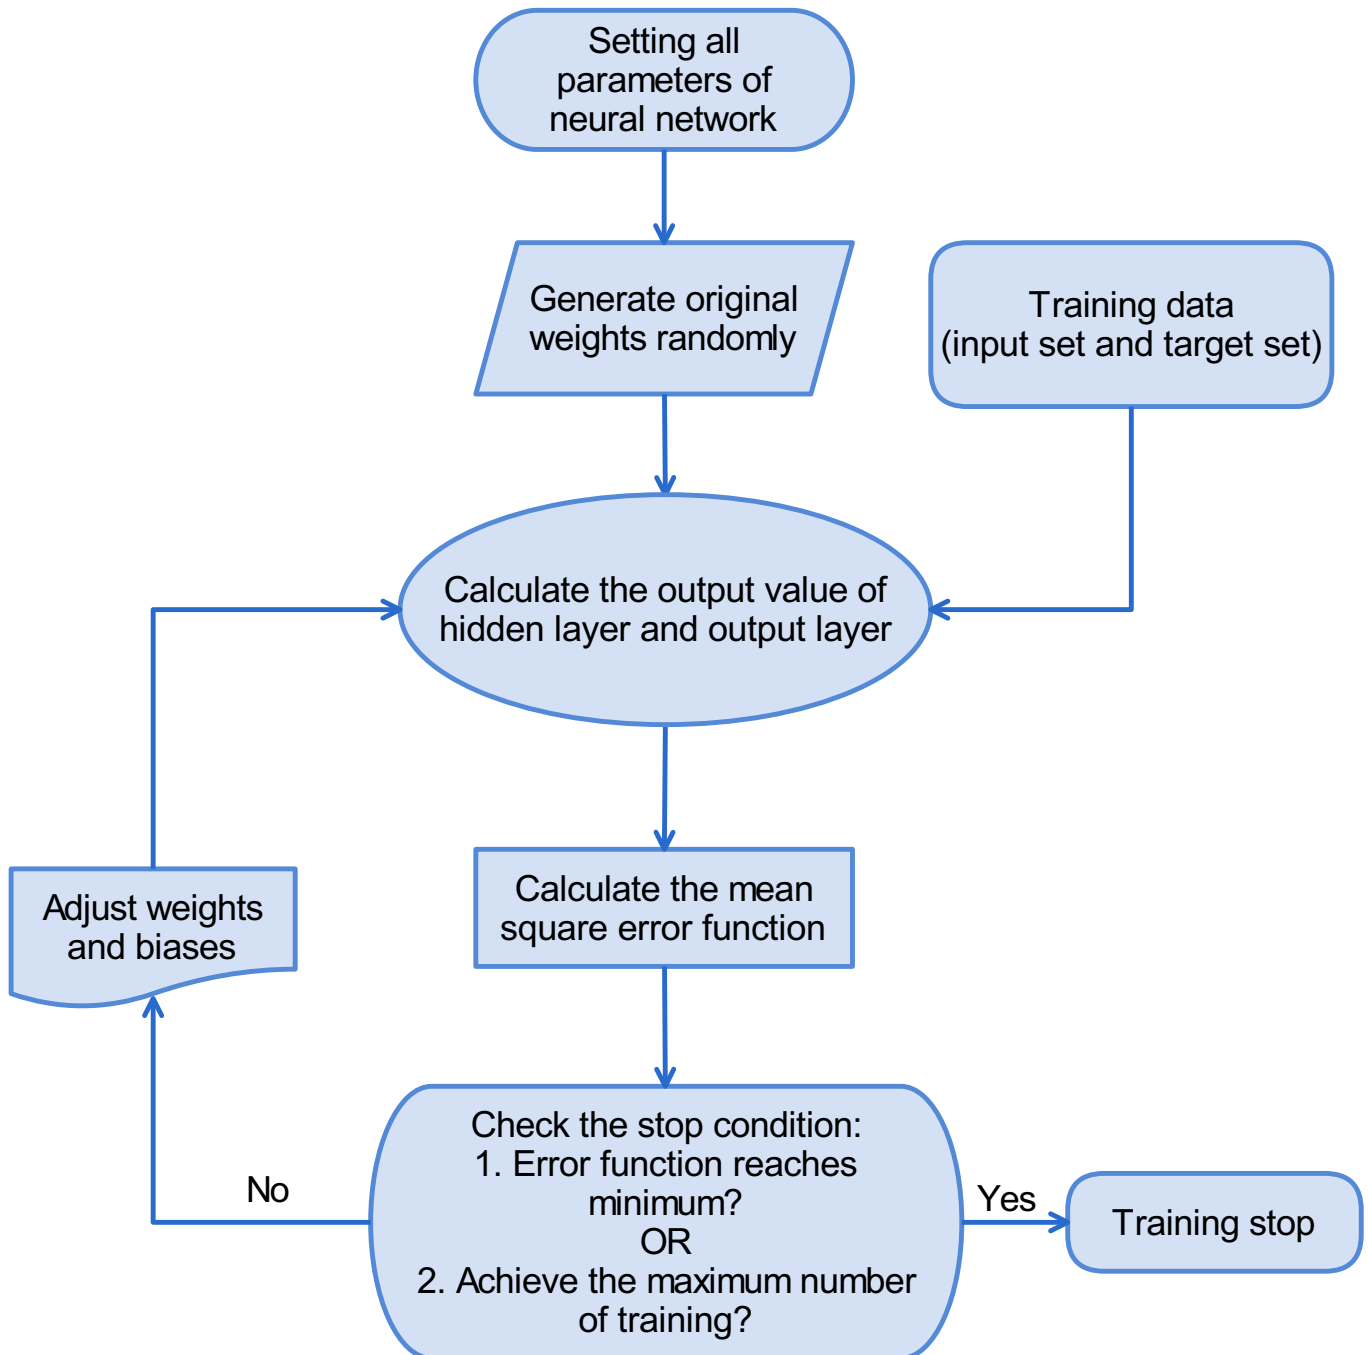 Setting all
parameters of
neural network
Generate original
weights randomly
Training data
(input set and target set)
Calculate the output value of
hidden layer and output layer
Adjust weights
and biases
Calculate the mean
square error function
Check the stop condition:
1. Error function reaches
minimum?
OR
2. Achieve the maximum number
of training?
No
Yes
Training stop